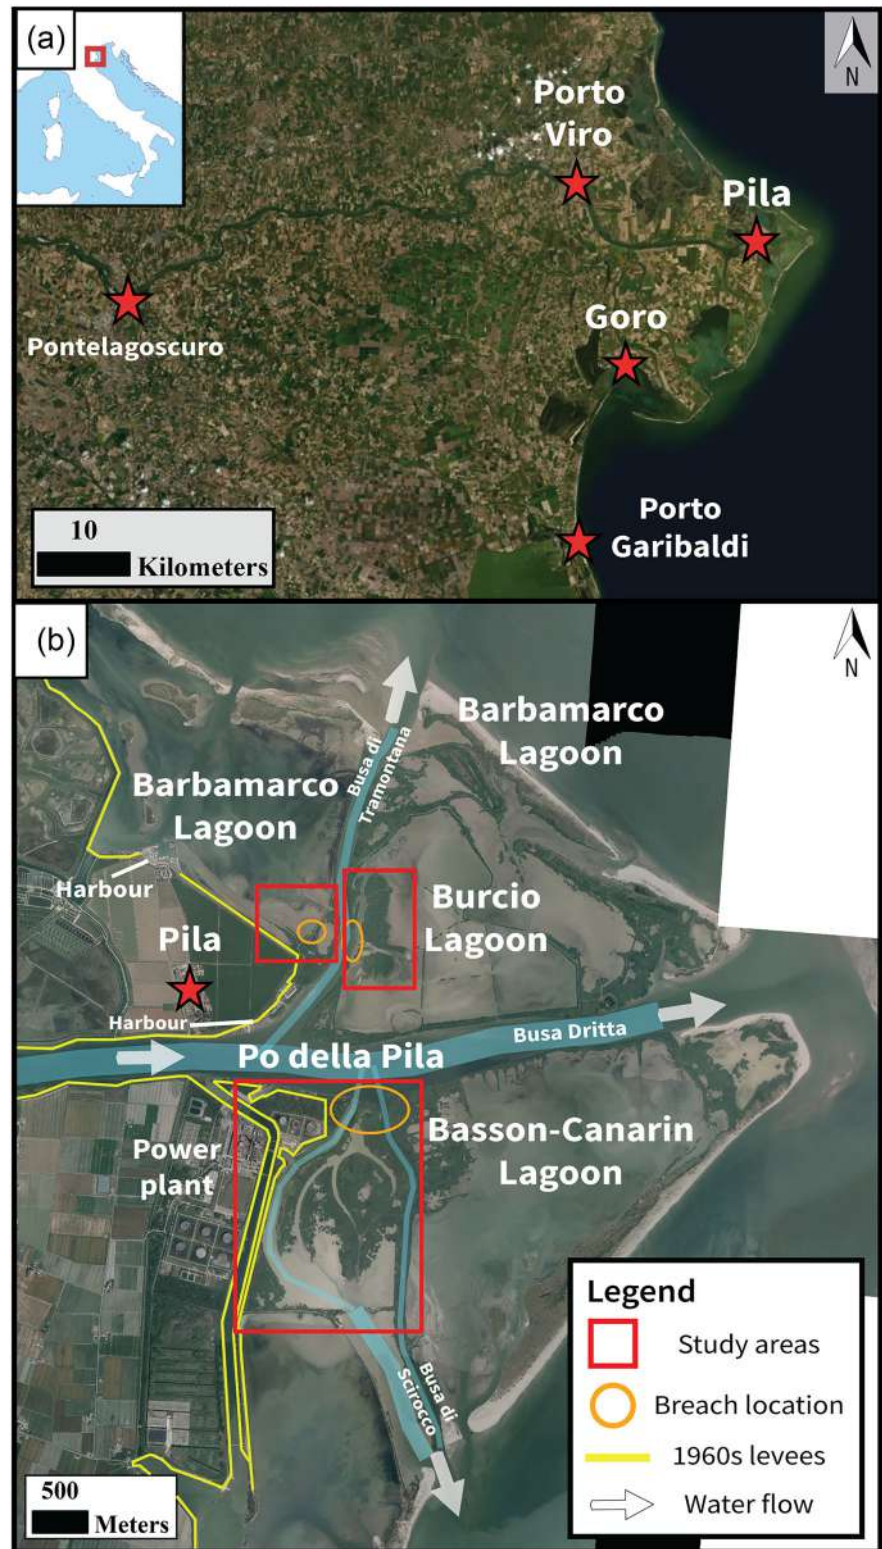 (a)
N
Porto
Viro
Pila
Goro
Pontelagoscuro
Porto
Garibaldi
10
Kilometers
(b)
N
Barbamarco
Lagoon
Busa di
Tramontana
Barbamarco
Lagoon
Harbour
Burcio
Lagoon
Pila
Harbour
Busa Dritta
Po della Pila
Basson-Canarin
Lagoon
Power
plant
Busa di
Scirocco
Legend
Study areas
Breach location
1960s levees
Water flow
500
Meters